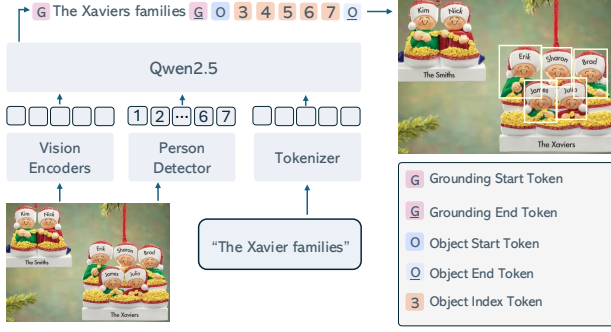 G The Xaviers families G O 3 4 5 6 7 O
Qwen2.5
1 2 ... 6 7
Vision
Encoders
Person
Detector
Tokenizer
"The Xavier families"
Kim Nick
The Smiths
Erik Sharon Brad
James Julia
The Xaviers
Kim Nick
The Smiths
Erik Sharon Brad
James Julia
The Xaviers
G Grounding Start Token
G Grounding End Token
O Object Start Token
O Object End Token
3 Object Index Token